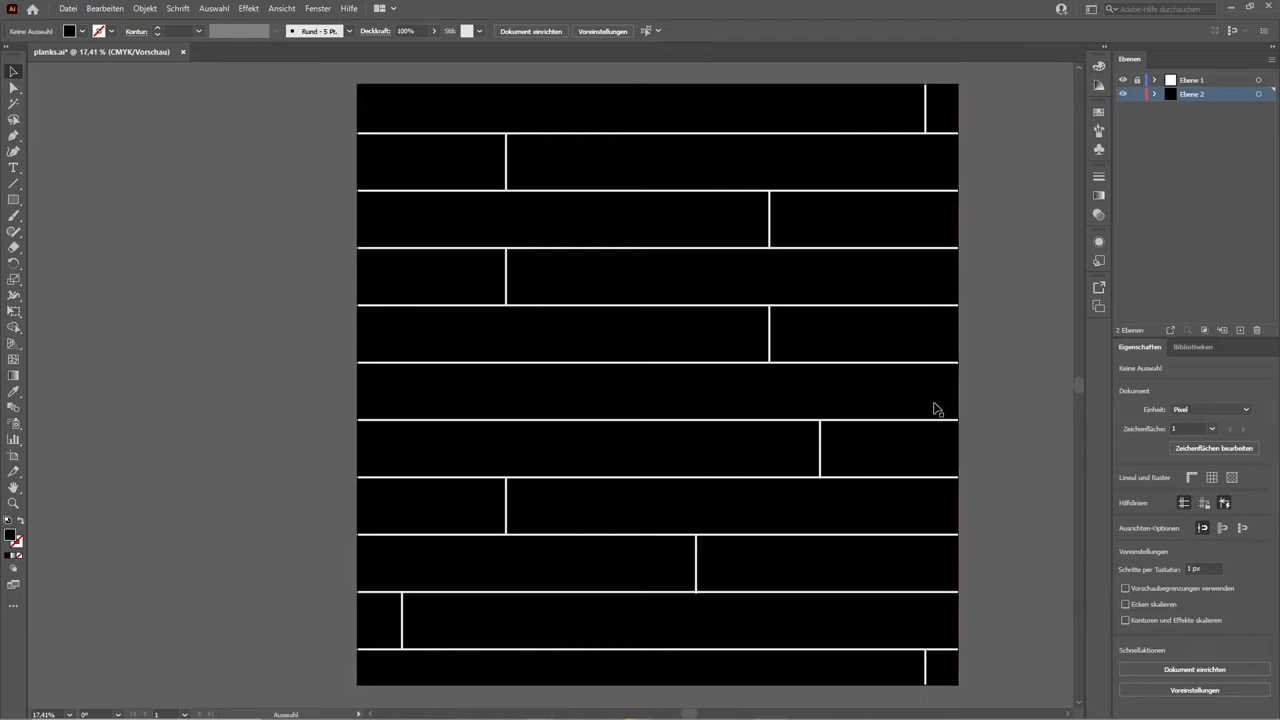 Ai
Datei Bearbeiten Objekt Schrift Auswahl Effekt Ansicht Fenster Hilfe
Adobe-Hilfe durchsuchen
Keine Auswahl
Kontur:
Rund - 5 Pt.
Deckkraft: 100%
Stil:
Dokument einrichten
Voreinstellungen
planks.ai* @ 17,41 % (CMYK/Vorschau)
Ebenen
Ebene 1
Ebene 2
2 Ebenen
Eigenschaften Bibliotheken
Keine Auswahl
Dokument
Einheit: Pixel
Zeichenfläche: 1
Zeichenflächen bearbeiten
Lineal und Raster
Hilfslinien
Ausrichten-Optionen
Voreinstellungen
Schritte per Tastatur: 1 px
Vorschaubegrenzungen verwenden
Ecken skalieren
Konturen und Effekte skalieren
Schnellaktionen
Dokument einrichten
Voreinstellungen
17,41% 0° 1 Auswahl